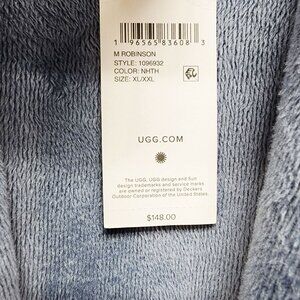 1 96565 83608 3
M ROBINSON
STYLE: 1096932
COLOR: NHTH
SIZE: XL/XXL
UGG.COM
The UGG, UGG design and Sun
design trademarks and service marks
are owned or registered by Deckers
Outdoor Corporation of the United States.
$148.00